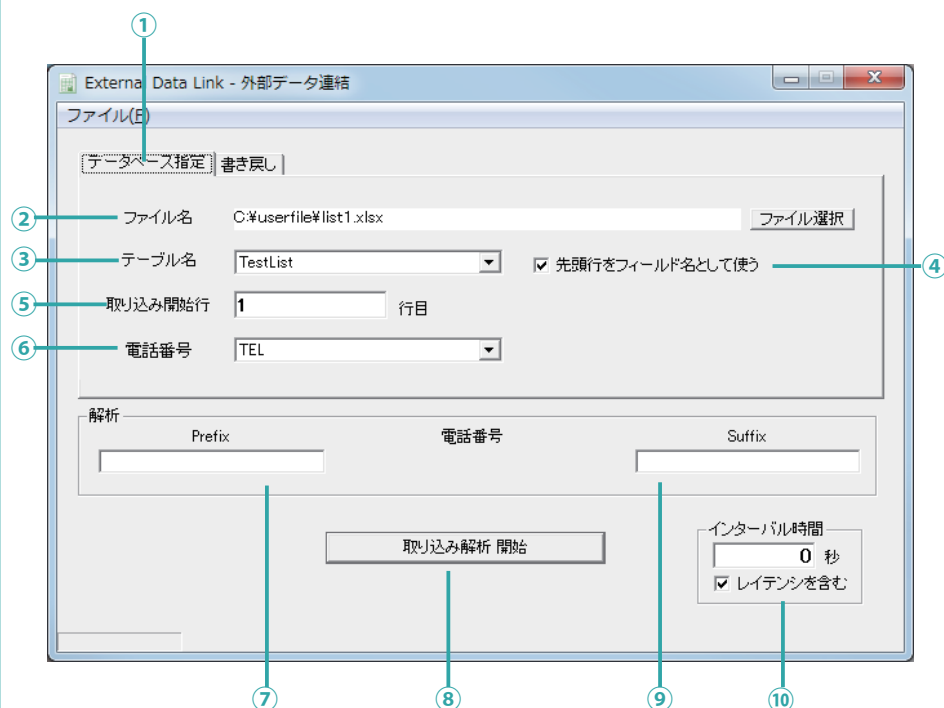 ①
External Data Link - 外部データ連結
ファイル(F)
データベース指定 書き戻し
② ファイル名 C:¥userfile¥list1.xlsx ファイル選択
③ テーブル名 TestList 先頭行をフィールド名として使う ④
⑤ 取り込み開始行 1 行目
⑥ 電話番号 TEL
解析
Prefix 電話番号 Suffix
インターバル時間
取り込み解析 開始 0 秒
レイテンシを含む
⑦ ⑧ ⑨ ⑩